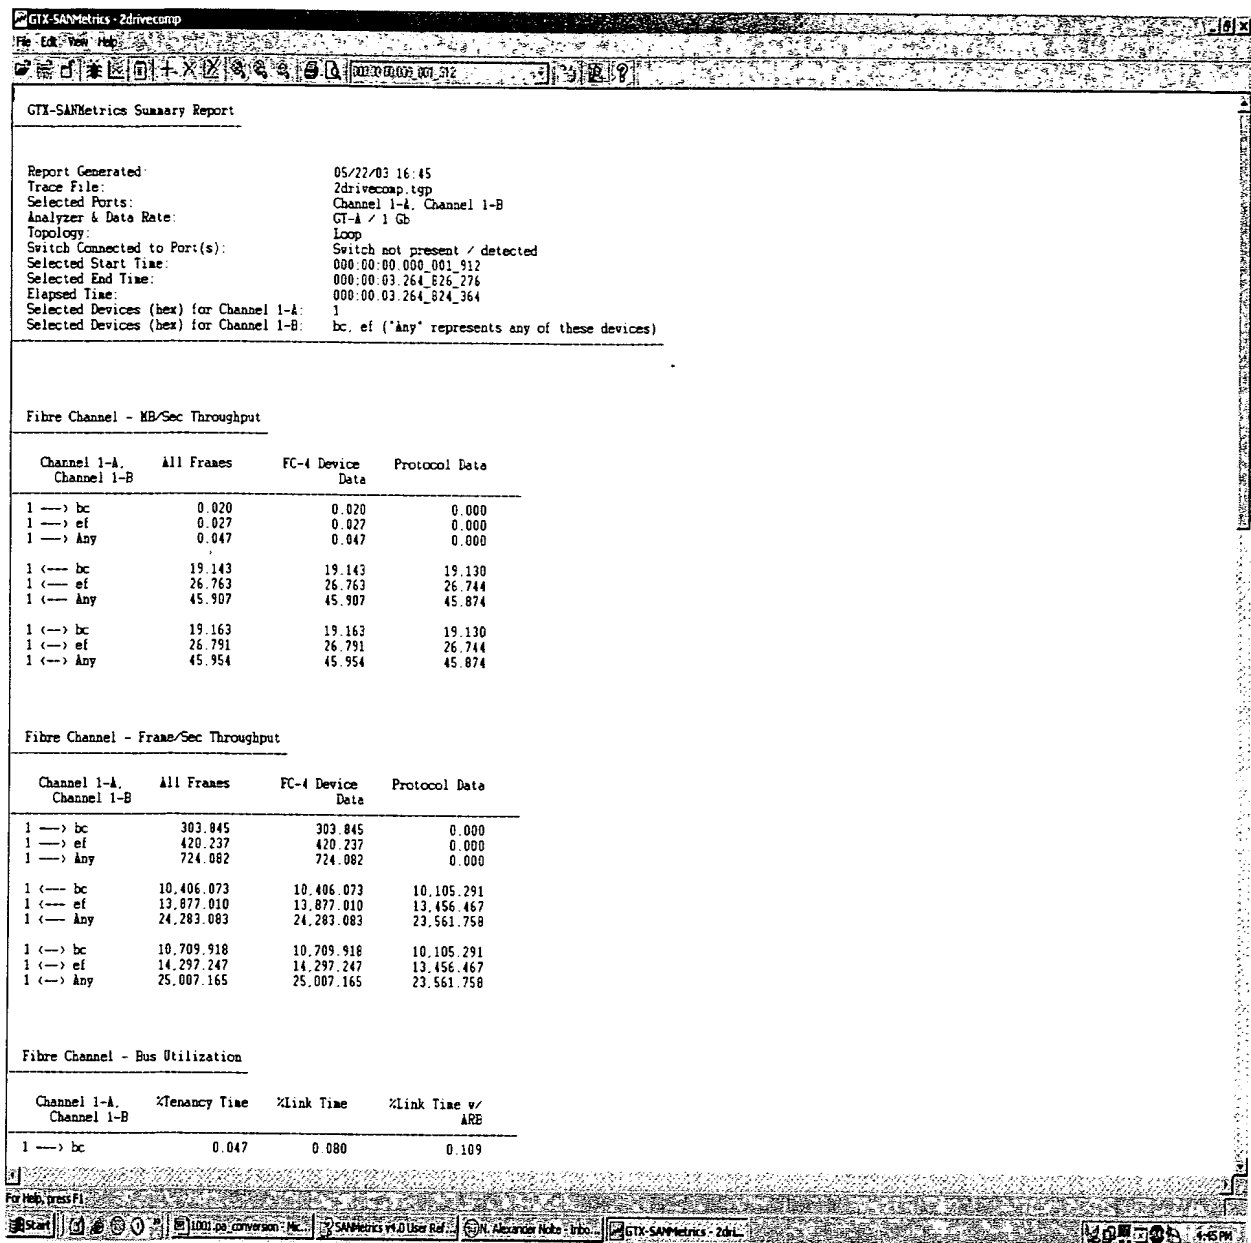 GTX-SANMetrics - 2drivecomp
File Edit View Help
GTX-SANMetrics Summary Report
Report Generated: 05/22/03 16:45
Trace File: 2drivecomp.tgp
Selected Ports: Channel 1-A, Channel 1-B
Analyzer & Data Rate: GT-A / 1 Gb
Topology: Loop
Switch Connected to Port(s): Switch not present / detected
Selected Start Time: 000:00:00.000_001_912
Selected End Time: 000:00:03.264_826_276
Elapsed Time: 000:00:03.264_824_364
Selected Devices (hex) for Channel 1-A: 1
Selected Devices (hex) for Channel 1-B: bc, ef ("Any" represents any of these devices)
Fibre Channel - MB/Sec Throughput
Channel 1-A, All Frames FC-4 Device Protocol Data
Channel 1-B Data
1 ---> bc 0.020 0.020 0.000
1 ---> ef 0.027 0.027 0.000
1 ---> Any 0.047 0.047 0.000
1 <--- bc 19.143 19.143 19.130
1 <--- ef 26.763 26.763 26.744
1 <--- Any 45.907 45.907 45.874
1 <--> bc 19.163 19.163 19.130
1 <--> ef 26.791 26.791 26.744
1 <--> Any 45.954 45.954 45.874
Fibre Channel - Frame/Sec Throughput
Channel 1-A, All Frames FC-4 Device Protocol Data
Channel 1-B Data
1 ---> bc 303.845 303.845 0.000
1 ---> ef 420.237 420.237 0.000
1 ---> Any 724.082 724.082 0.000
1 <--- bc 10,406.073 10,406.073 10,105.291
1 <--- ef 13,877.010 13,877.010 13,456.467
1 <--- Any 24,283.083 24,283.083 23,561.758
1 <--> bc 10,709.918 10,709.918 10,105.291
1 <--> ef 14,297.247 14,297.247 13,456.467
1 <--> Any 25,007.165 25,007.165 23,561.758
Fibre Channel - Bus Utilization
Channel 1-A, %Tenancy Time %Link Time %Link Time w/
Channel 1-B ARB
1 ---> bc 0.047 0.080 0.109
For Help, press F1
Start 1001.pa_conversion - Mic... SANMetrics v4.0 User Ref... N. Alexander Nolte - Inbo... GTX-SANMetrics - 2dri... 4:45 PM